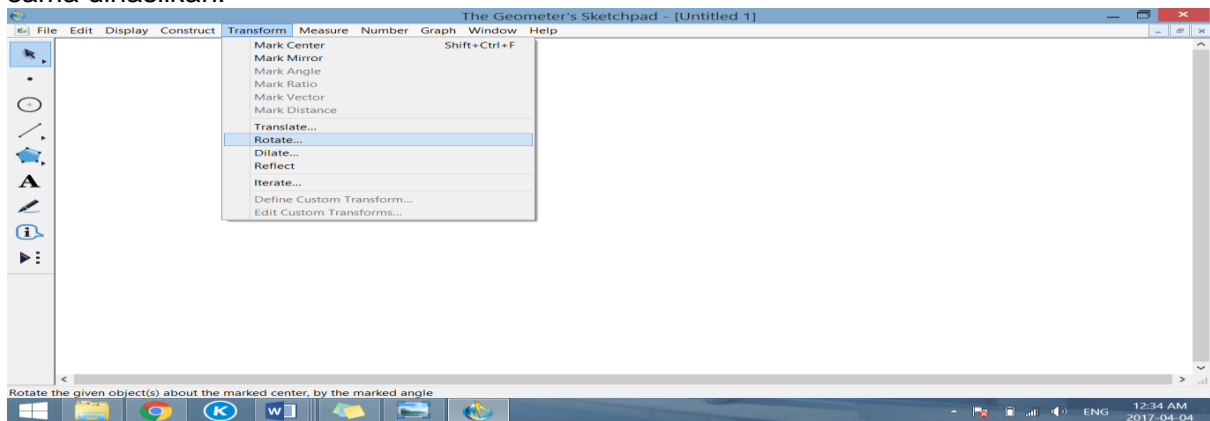 sama dihasilkan.
The Geometer's Sketchpad - [Untitled 1]
File Edit Display Construct Transform Measure Number Graph Window Help
Mark Center Shift+Ctrl+F
Mark Mirror
Mark Angle
Mark Ratio
Mark Vector
Mark Distance
Translate...
Rotate...
Dilate...
Reflect
Iterate...
Define Custom Transform...
Edit Custom Transforms...
A
Rotate the given object(s) about the marked center, by the marked angle
K
W
ENG
12:34 AM
2017-04-04